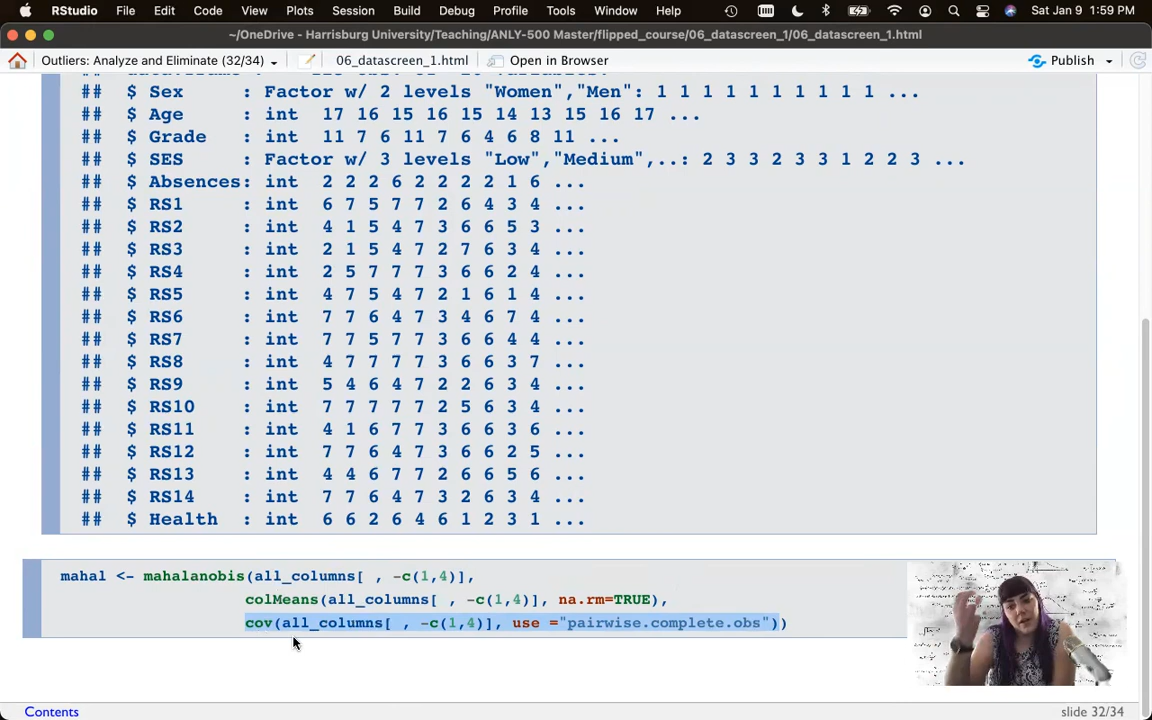 RStudio File Edit Code View Plots Session Build Debug Profile Tools Window Help Sat Jan 9 1:59 PM
~/OneDrive - Harrisburg University/Teaching/ANLY-500 Master/flipped_course/06_datascreen_1/06_datascreen_1.html
Outliers: Analyze and Eliminate (32/34) 06_datascreen_1.html Open in Browser Publish
## $ Sex : Factor w/ 2 levels "Women","Men": 1 1 1 1 1 1 1 1 1 1 ...
## $ Age : int 17 16 15 16 15 14 13 15 16 17 ...
## $ Grade : int 11 7 6 11 7 6 4 6 8 11 ...
## $ SES : Factor w/ 3 levels "Low","Medium",..: 2 3 3 2 3 3 1 2 2 3 ...
## $ Absences: int 2 2 2 6 2 2 2 2 1 6 ...
## $ RS1 : int 6 7 5 7 7 2 6 4 3 4 ...
## $ RS2 : int 4 1 5 4 7 3 6 6 5 3 ...
## $ RS3 : int 2 1 5 4 7 2 7 6 3 4 ...
## $ RS4 : int 2 5 7 7 7 3 6 6 2 4 ...
## $ RS5 : int 4 7 5 4 7 2 1 6 1 4 ...
## $ RS6 : int 7 7 6 4 7 3 4 6 7 4 ...
## $ RS7 : int 7 7 5 7 7 3 6 6 4 4 ...
## $ RS8 : int 4 7 7 7 7 3 6 6 3 7 ...
## $ RS9 : int 5 4 6 4 7 2 2 6 3 4 ...
## $ RS10 : int 7 7 7 7 7 2 5 6 3 4 ...
## $ RS11 : int 4 1 6 7 7 3 6 6 3 6 ...
## $ RS12 : int 7 7 6 4 7 3 6 6 2 5 ...
## $ RS13 : int 4 4 6 7 7 2 6 6 5 6 ...
## $ RS14 : int 7 7 6 4 7 3 2 6 3 4 ...
## $ Health : int 6 6 2 6 4 6 1 2 3 1 ...
mahal <- mahalanobis(all_columns[ , -c(1,4)],
colMeans(all_columns[ , -c(1,4)], na.rm=TRUE),
cov(all_columns[ , -c(1,4)], use ="pairwise.complete.obs"))
Contents slide 32/34